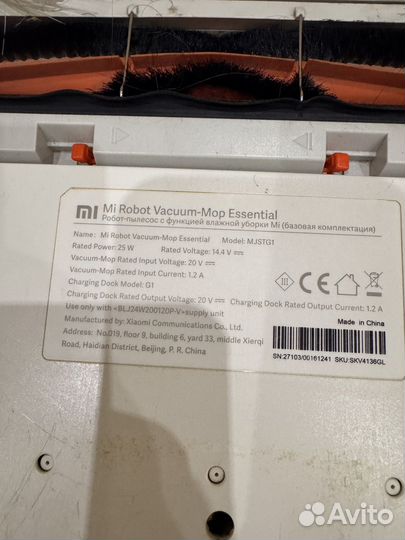 mi Mi Robot Vacuum-Mop Essential
Робот-пылесос с функцией влажной уборки Mi (базовая комплектация)
Name: Mi Robot Vacuum-Mop Essential Model: MJSTG1
Rated Power: 25 W Rated Voltage: 14.4 V
Vacuum-Mop Rated Input Voltage: 20 V
Vacuum-Mop Rated Input Current: 1.2 A
Charging Dock Model: G1
Charging Dock Rated Output Voltage: 20 V Charging Dock Rated Output Current: 1.2 A
Use only with <BLJ24W200120P-V>supply unit
Manufactured by: Xiaomi Communications Co., Ltd.
Address: No.019, floor 9, building 6, yard 33, middle Xierqi
Road, Haidian District, Beijing, P. R. China
III CE
Made in China
SN:27103/00161241 SKU:SKV4136GL
Avito